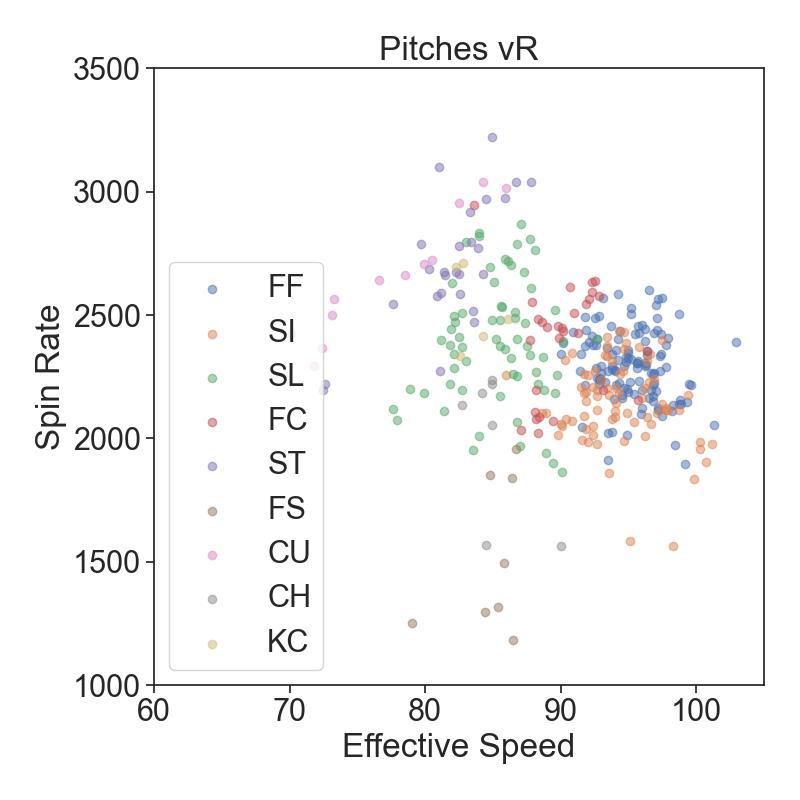 Pitches vR
3500
3000
2500
2000
1500
1000
Spin Rate
FF
SI
SL
FC
ST
FS
CU
CH
KC
60 70 80 90 100
Effective Speed